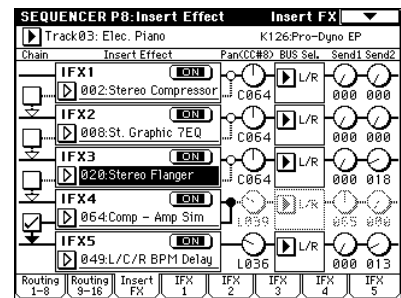 SEQUENCER P8:Insert Effect Insert FX
Track03: Elec. Piano K126:Pro-Dyno EP
Chain Insert Effect Pan(CC#8) BUS Sel. Send1 Send2
IFX1 ON
002:Stereo Compressor C064 L/R 000 000
IFX2 ON
008:St. Graphic 7EQ C064 L/R 000 000
IFX3 ON
020:Stereo Flanger C064 L/R 000 018
IFX4 ON
064:Comp - Amp Sim L039 L/R
IFX5 ON
049:L/C/R BPM Delay L036 L/R 000 013
Routing 1-8 Routing 9-16 Insert FX IFX 1 IFX 2 IFX 3 IFX 4 IFX 5